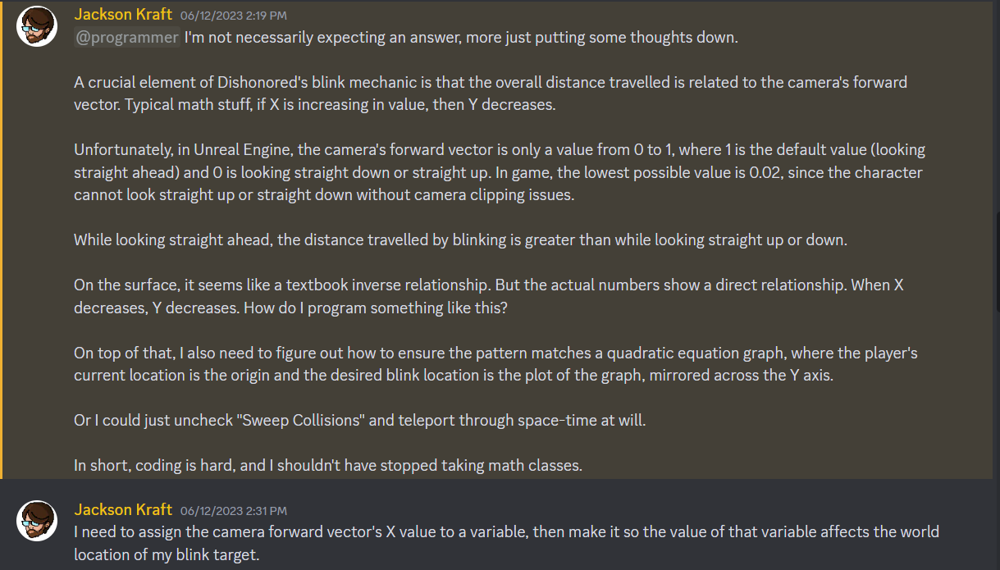 Jackson Kraft 06/12/2023 2:19 PM
@programmer I'm not necessarily expecting an answer, more just putting some thoughts down.
A crucial element of Dishonored's blink mechanic is that the overall distance travelled is related to the camera's forward
vector. Typical math stuff, if X is increasing in value, then Y decreases.
Unfortunately, in Unreal Engine, the camera's forward vector is only a value from 0 to 1, where 1 is the default value (looking
straight ahead) and 0 is looking straight down or straight up. In game, the lowest possible value is 0.02, since the character
cannot look straight up or straight down without camera clipping issues.
While looking straight ahead, the distance travelled by blinking is greater than while looking straight up or down.
On the surface, it seems like a textbook inverse relationship. But the actual numbers show a direct relationship. When X
decreases, Y decreases. How do I program something like this?
On top of that, I also need to figure out how to ensure the pattern matches a quadratic equation graph, where the player's
current location is the origin and the desired blink location is the plot of the graph, mirrored across the Y axis.
Or I could just uncheck "Sweep Collisions" and teleport through space-time at will.
In short, coding is hard, and I shouldn't have stopped taking math classes.
Jackson Kraft 06/12/2023 2:31 PM
I need to assign the camera forward vector's X value to a variable, then make it so the value of that variable affects the world
location of my blink target.